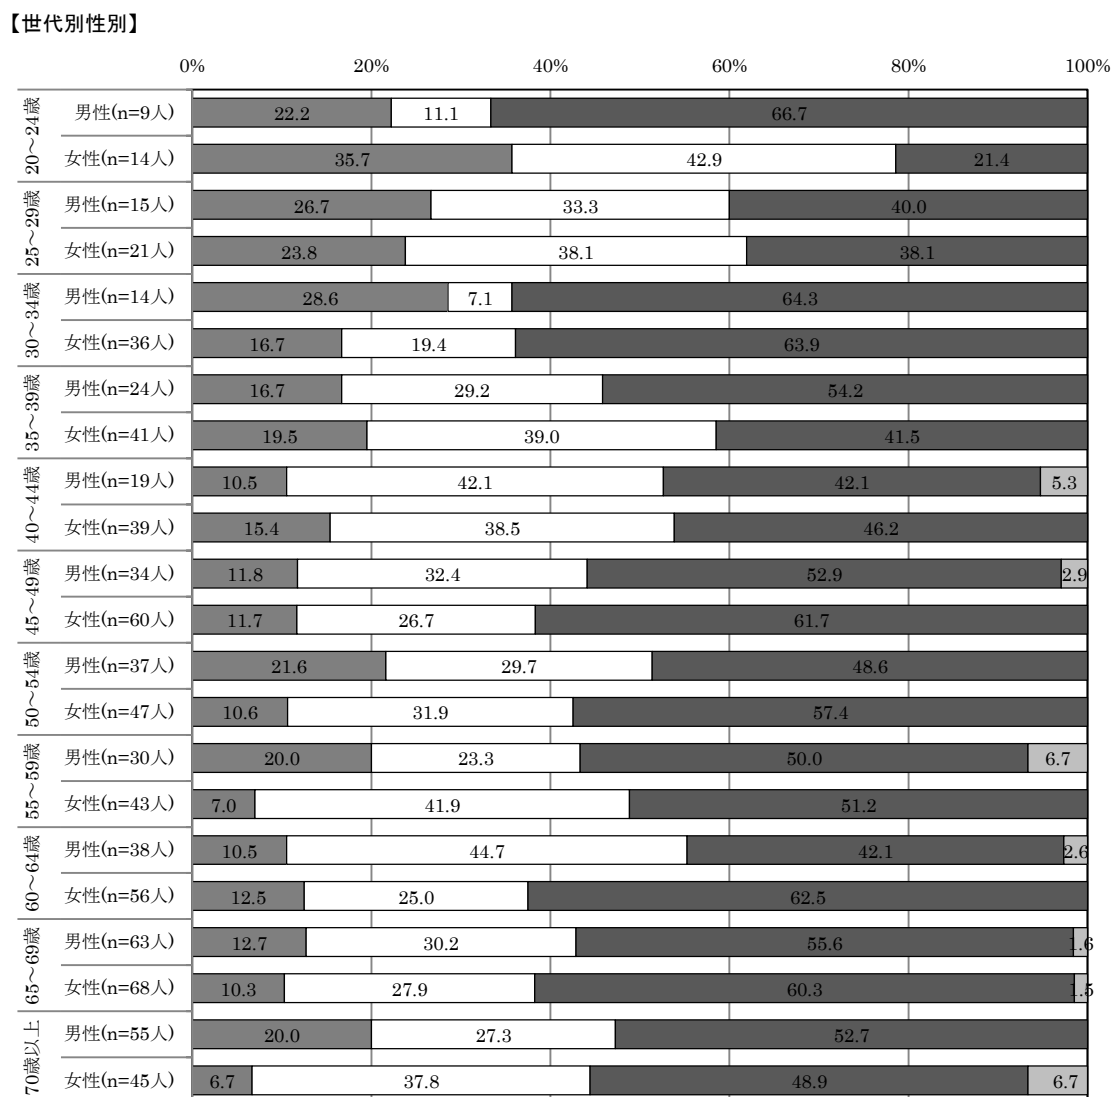 【世代別性別】
0% 20% 40% 60% 80% 100%
20～24歳
男性(n=9人) 22.2 11.1 66.7
女性(n=14人) 35.7 42.9 21.4
25～29歳
男性(n=15人) 26.7 33.3 40.0
女性(n=21人) 23.8 38.1 38.1
30～34歳
男性(n=14人) 28.6 7.1 64.3
女性(n=36人) 16.7 19.4 63.9
35～39歳
男性(n=24人) 16.7 29.2 54.2
女性(n=41人) 19.5 39.0 41.5
40～44歳
男性(n=19人) 10.5 42.1 42.1 5.3
女性(n=39人) 15.4 38.5 46.2
45～49歳
男性(n=34人) 11.8 32.4 52.9 2.9
女性(n=60人) 11.7 26.7 61.7
50～54歳
男性(n=37人) 21.6 29.7 48.6
女性(n=47人) 10.6 31.9 57.4
55～59歳
男性(n=30人) 20.0 23.3 50.0 6.7
女性(n=43人) 7.0 41.9 51.2
60～64歳
男性(n=38人) 10.5 44.7 42.1 2.6
女性(n=56人) 12.5 25.0 62.5
65～69歳
男性(n=63人) 12.7 30.2 55.6 1.6
女性(n=68人) 10.3 27.9 60.3 1.5
70歳以上
男性(n=55人) 20.0 27.3 52.7
女性(n=45人) 6.7 37.8 48.9 6.7